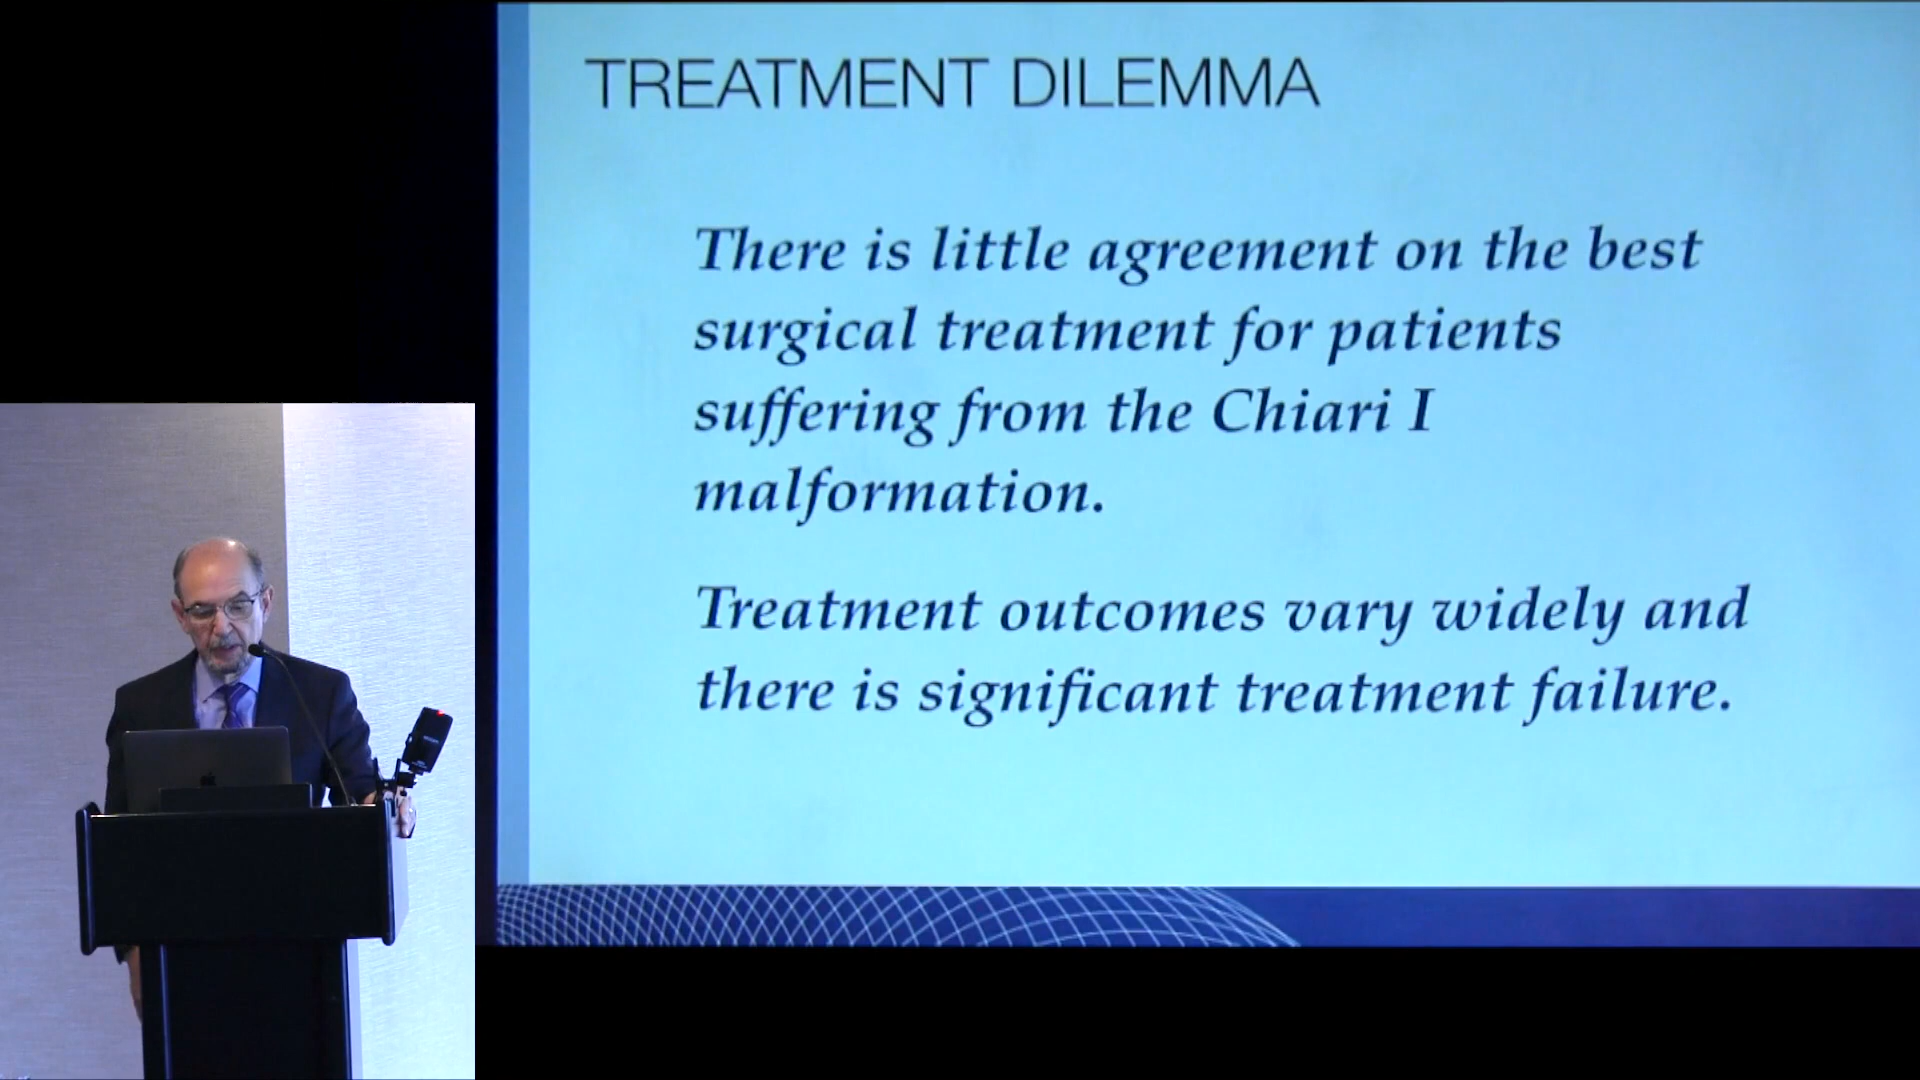 TREATMENT DILEMMA
There is little agreement on the best
surgical treatment for patients
suffering from the Chiari I
malformation.
Treatment outcomes vary widely and
there is significant treatment failure.